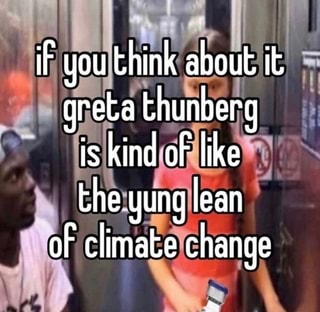 if you think about it
greta thunberg
is kind of like
the yung lean
of climate change